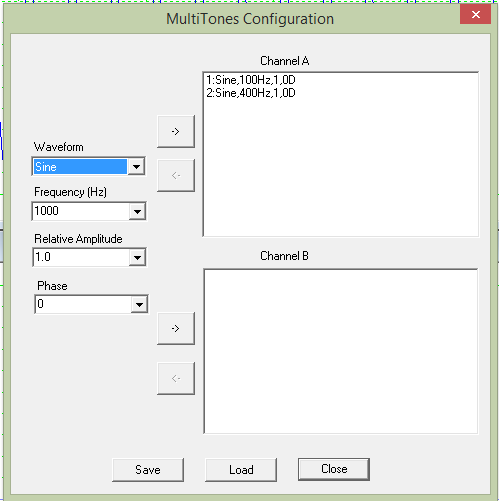 MultiTones Configuration
Channel A
1:Sine,100Hz,1,0D
2:Sine,400Hz,1,0D
->
<-
Waveform
Sine
Frequency (Hz)
1000
Relative Amplitude
1.0
Phase
0
Channel B
->
<-
Save
Load
Close